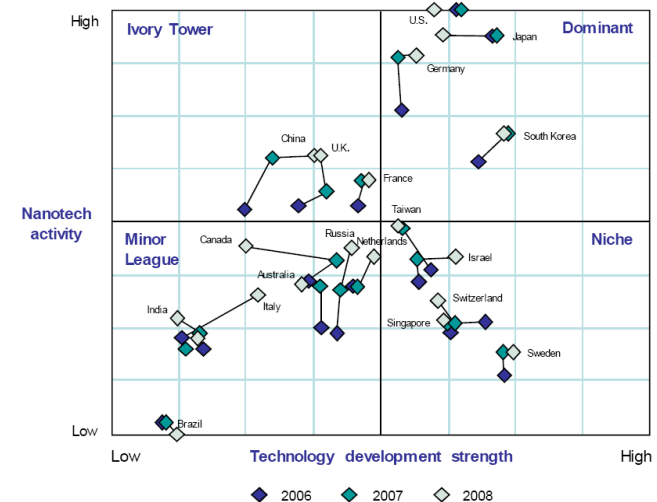 High
Ivory Tower
U.S.
Dominant
Japan
Germany
China
U.K.
South Korea
France
Nanotech
activity
Taiwan
Minor
League
Canada
Russia
Netherlands
Niche
Israel
Australia
Italy
Switzerland
India
Singapore
Sweden
Brazil
Low
Low
Technology development strength
High
2006
2007
2008